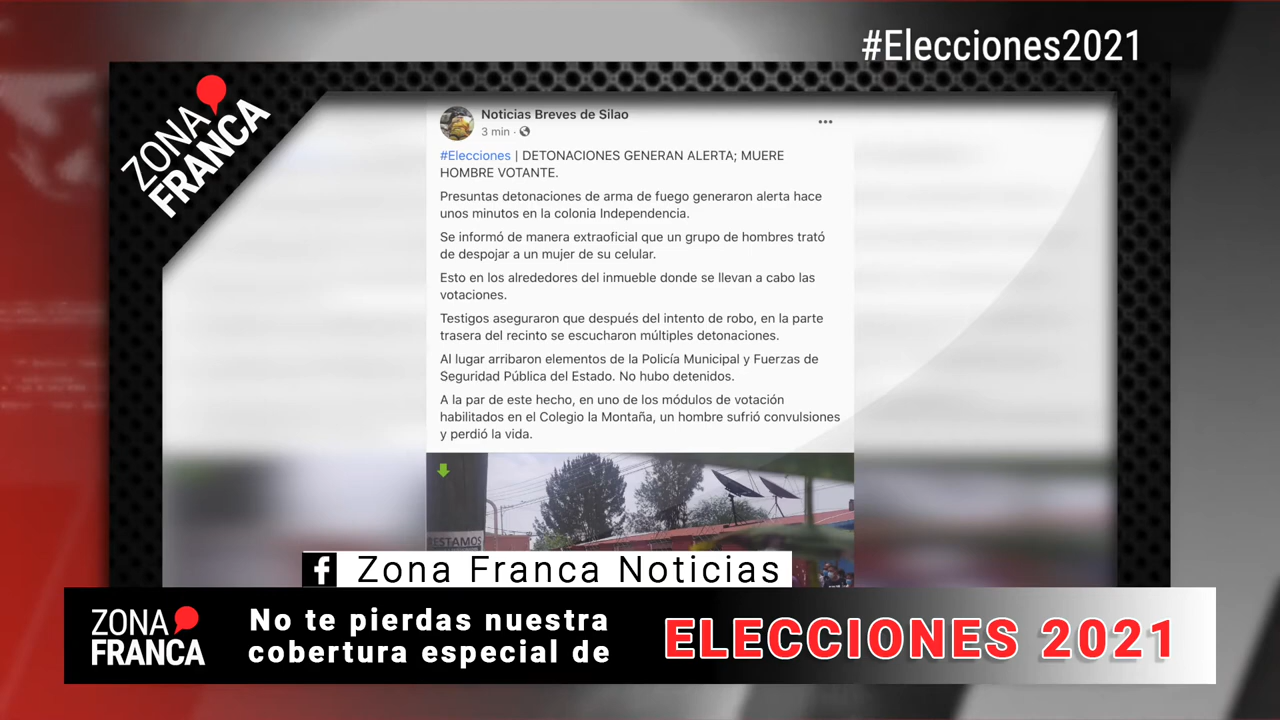 #Elecciones2021
ZONA
FRANCA
Noticias Breves de Silao
3 min ·
#Elecciones | DETONACIONES GENERAN ALERTA; MUERE
HOMBRE VOTANTE.
Presuntas detonaciones de arma de fuego generaron alerta hace
unos minutos en la colonia Independencia.
Se informó de manera extraoficial que un grupo de hombres trató
de despojar a un mujer de su celular.
Esto en los alrededores del inmueble donde se llevan a cabo las
votaciones.
Testigos aseguraron que después del intento de robo, en la parte
trasera del recinto se escucharon múltiples detonaciones.
Al lugar arribaron elementos de la Policía Municipal y Fuerzas de
Seguridad Pública del Estado. No hubo detenidos.
A la par de este hecho, en uno de los módulos de votación
habilitados en el Colegio la Montaña, un hombre sufrió convulsiones
y perdió la vida.
RESTAMOS
f Zona Franca Noticias
ZONA
FRANCA
No te pierdas nuestra
cobertura especial de
ELECCIONES 2021